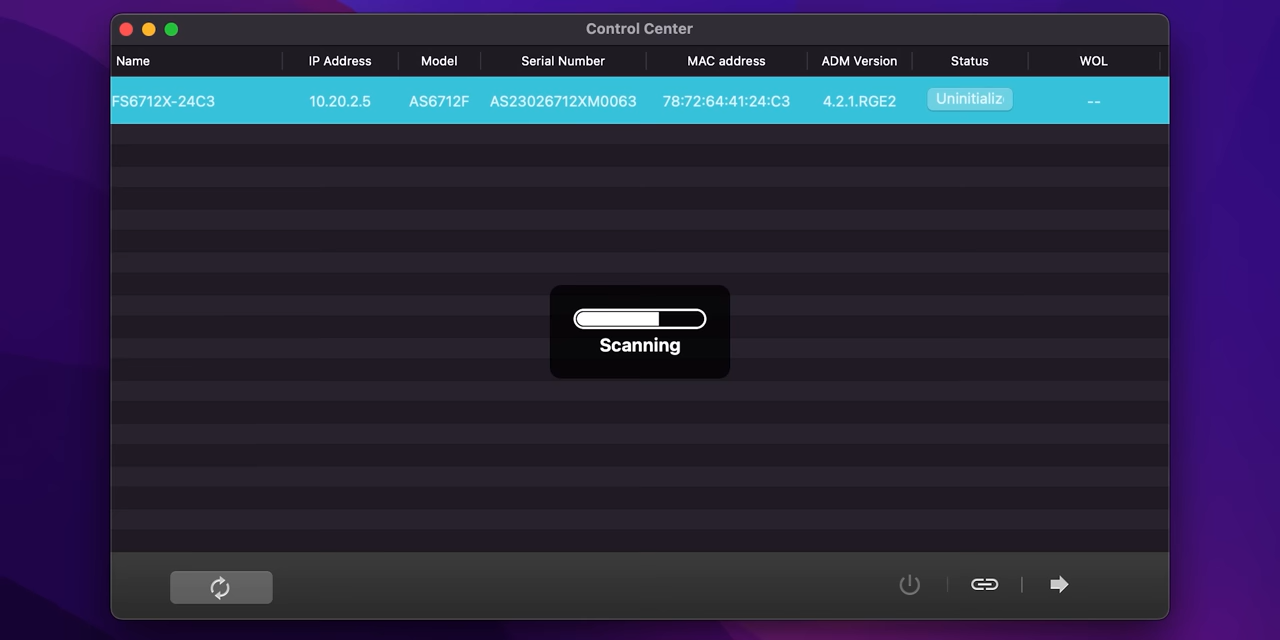 Control Center
Name IP Address Model Serial Number MAC address ADM Version Status WOL
FS6712X-24C3 10.20.2.5 AS6712F AS23026712XM0063 78:72:64:41:24:C3 4.2.1.RGE2 Uninitializ --
Scanning